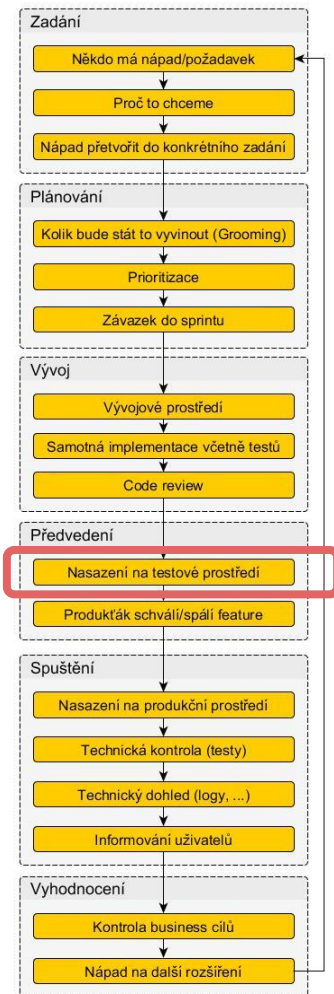 Zadání
Někdo má nápad/požadavek
Proč to chceme
Nápad přetvořit do konkrétního zadání
Plánování
Kolik bude stát to vyvinout (Grooming)
Prioritizace
Závazek do sprintu
Vývoj
Vývojové prostředí
Samotná implementace včetně testů
Code review
Předvedení
Nasazení na testové prostředí
Produkťák schválí/spálí feature
Spuštění
Nasazení na produkční prostředí
Technická kontrola (testy)
Technický dohled (logy, ...)
Informování uživatelů
Vyhodnocení
Kontrola business cílů
Nápad na další rozšíření